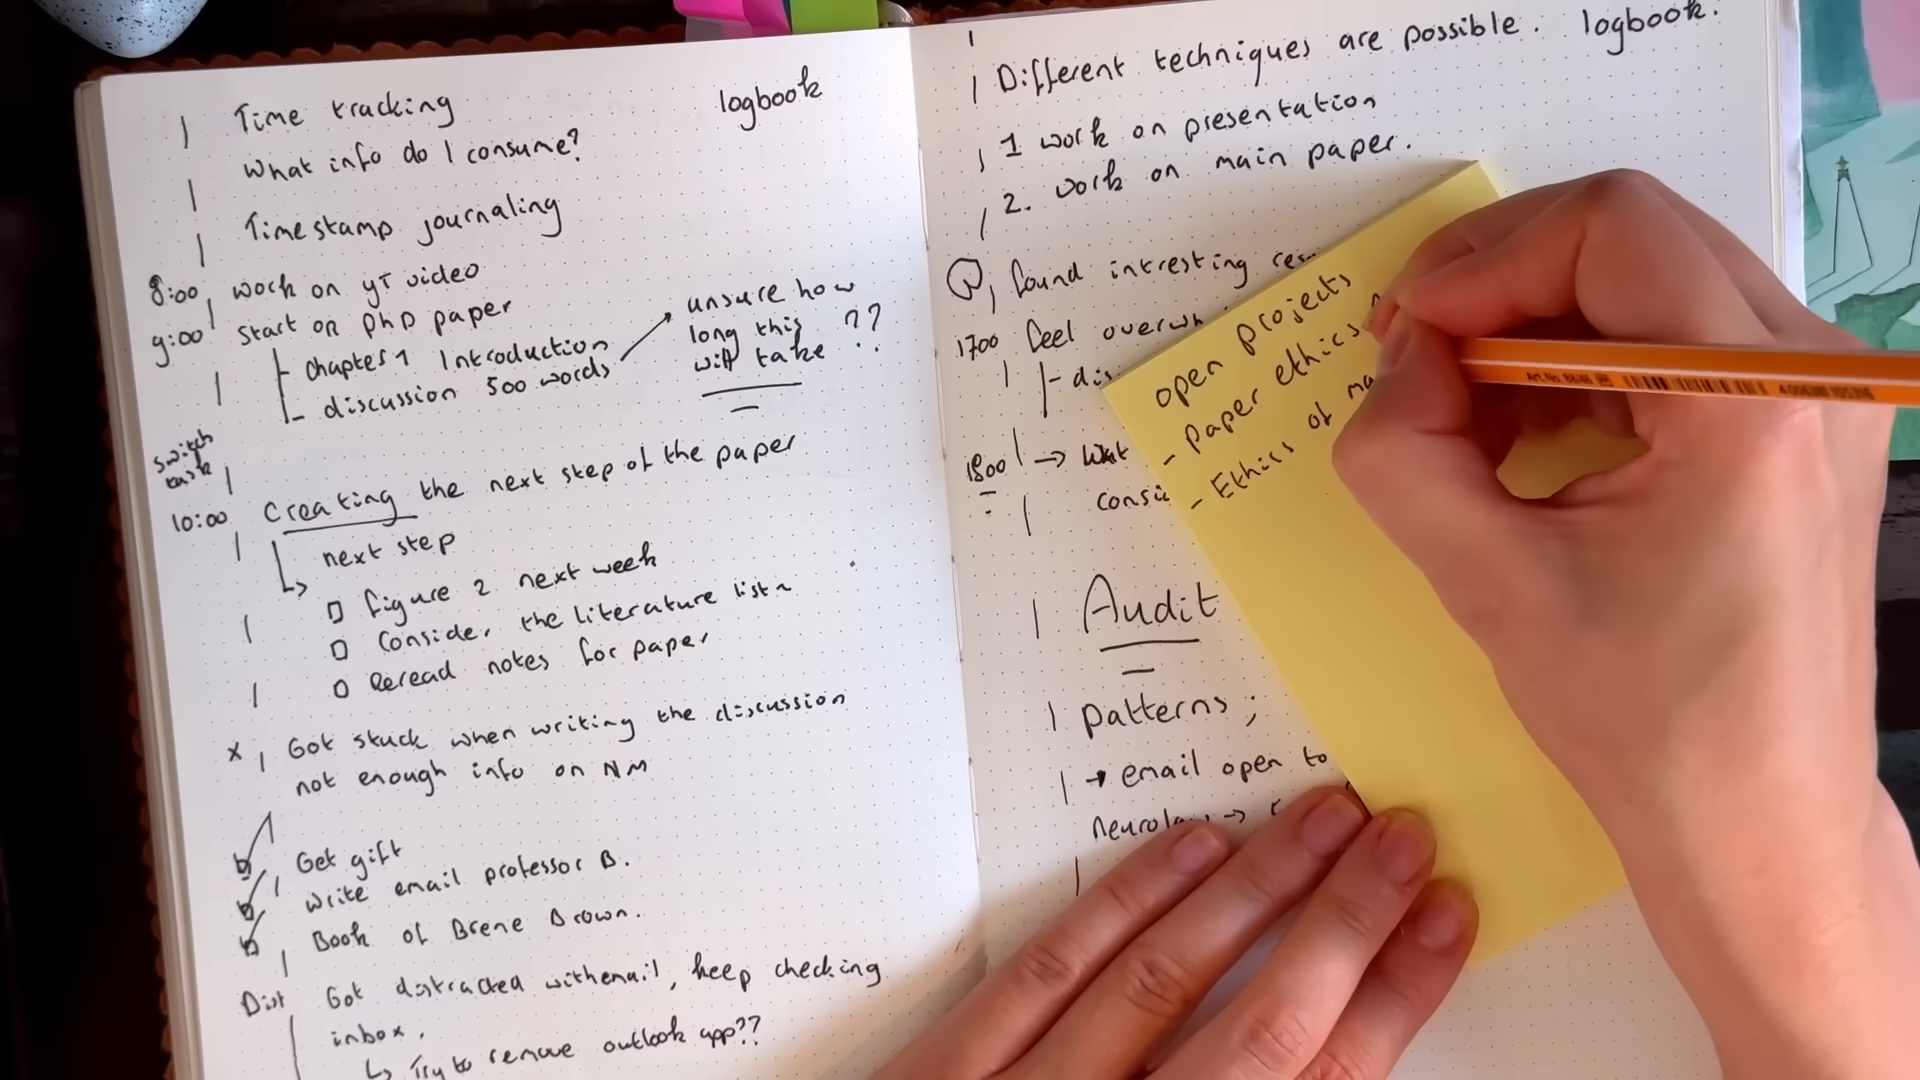 Time tracking
logbook
What info do I consume?
Timestamp journaling
8:00 work on yt video
9:00 Start on PhD paper
Chapter 1 Introduction
discussion 500 words
unsure how
long this ??
will take
switch
task
10:00 Creating the next step of the paper
next step
figure 2 next week
Consider the literature list
Reread notes for paper
x Got stuck when writing the discussion
not enough info on NM
Get gift
Write email professor B.
Book of Brene Brown.
Dist Got distracted with email, keep checking
inbox.
Try to remove outlook app??
Different techniques are possible. logbook.
1 work on presentation
2. work on main paper.
found intresting
1700 feel
1800 → What
Audit
patterns;
→ email open to
open projects
- paper ethics
- Ethics of